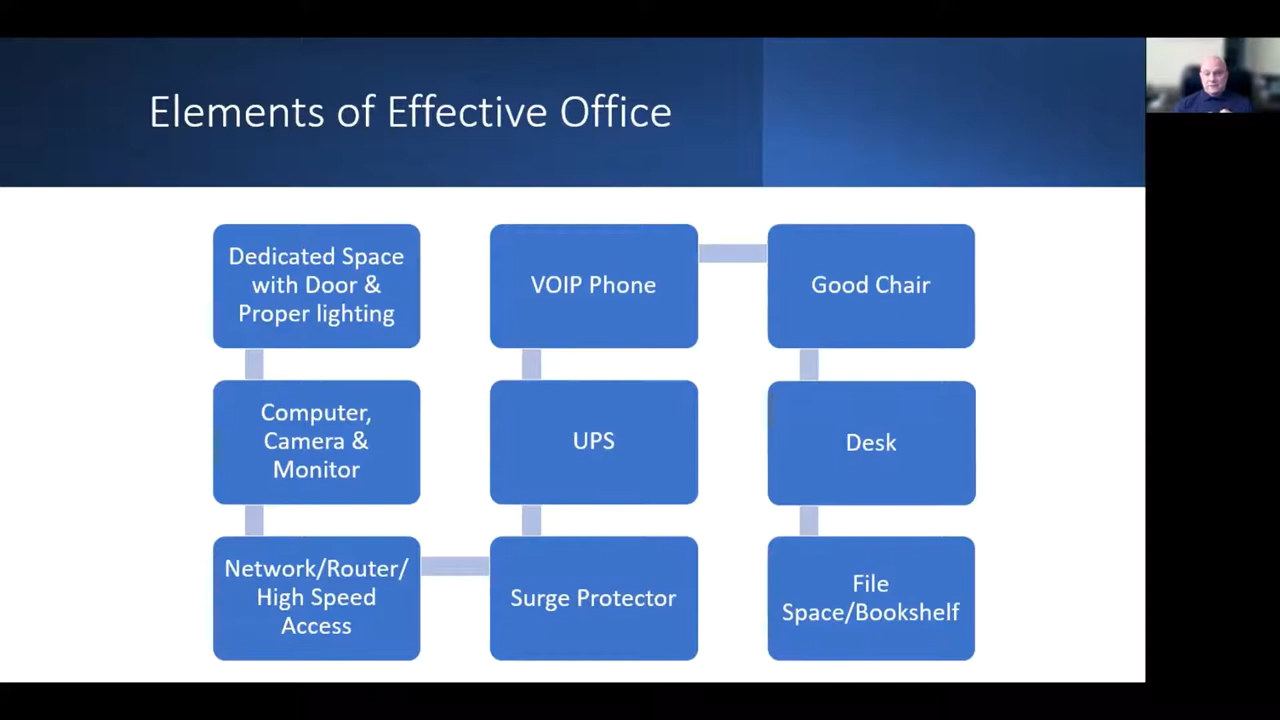 Elements of Effective Office
Dedicated Space
with Door &
Proper lighting
Computer,
Camera &
Monitor
Network/Router/
High Speed
Access
Surge Protector
UPS
VOIP Phone
Good Chair
Desk
File
Space/Bookshelf